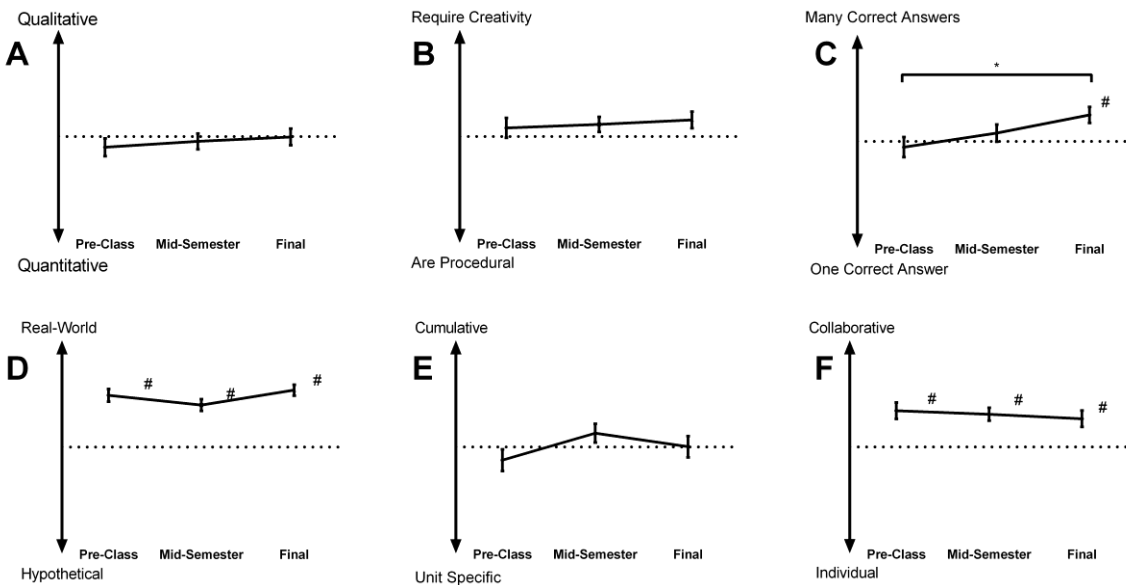 Qualitative
A
Pre-Class Mid-Semester Final
Quantitative
Require Creativity
B
Pre-Class Mid-Semester Final
Are Procedural
Many Correct Answers
C
*
#
Pre-Class Mid-Semester Final
One Correct Answer
Real-World
D
# # #
Pre-Class Mid-Semester Final
Hypothetical
Cumulative
E
Pre-Class Mid-Semester Final
Unit Specific
Collaborative
F
# # #
Pre-Class Mid-Semester Final
Individual